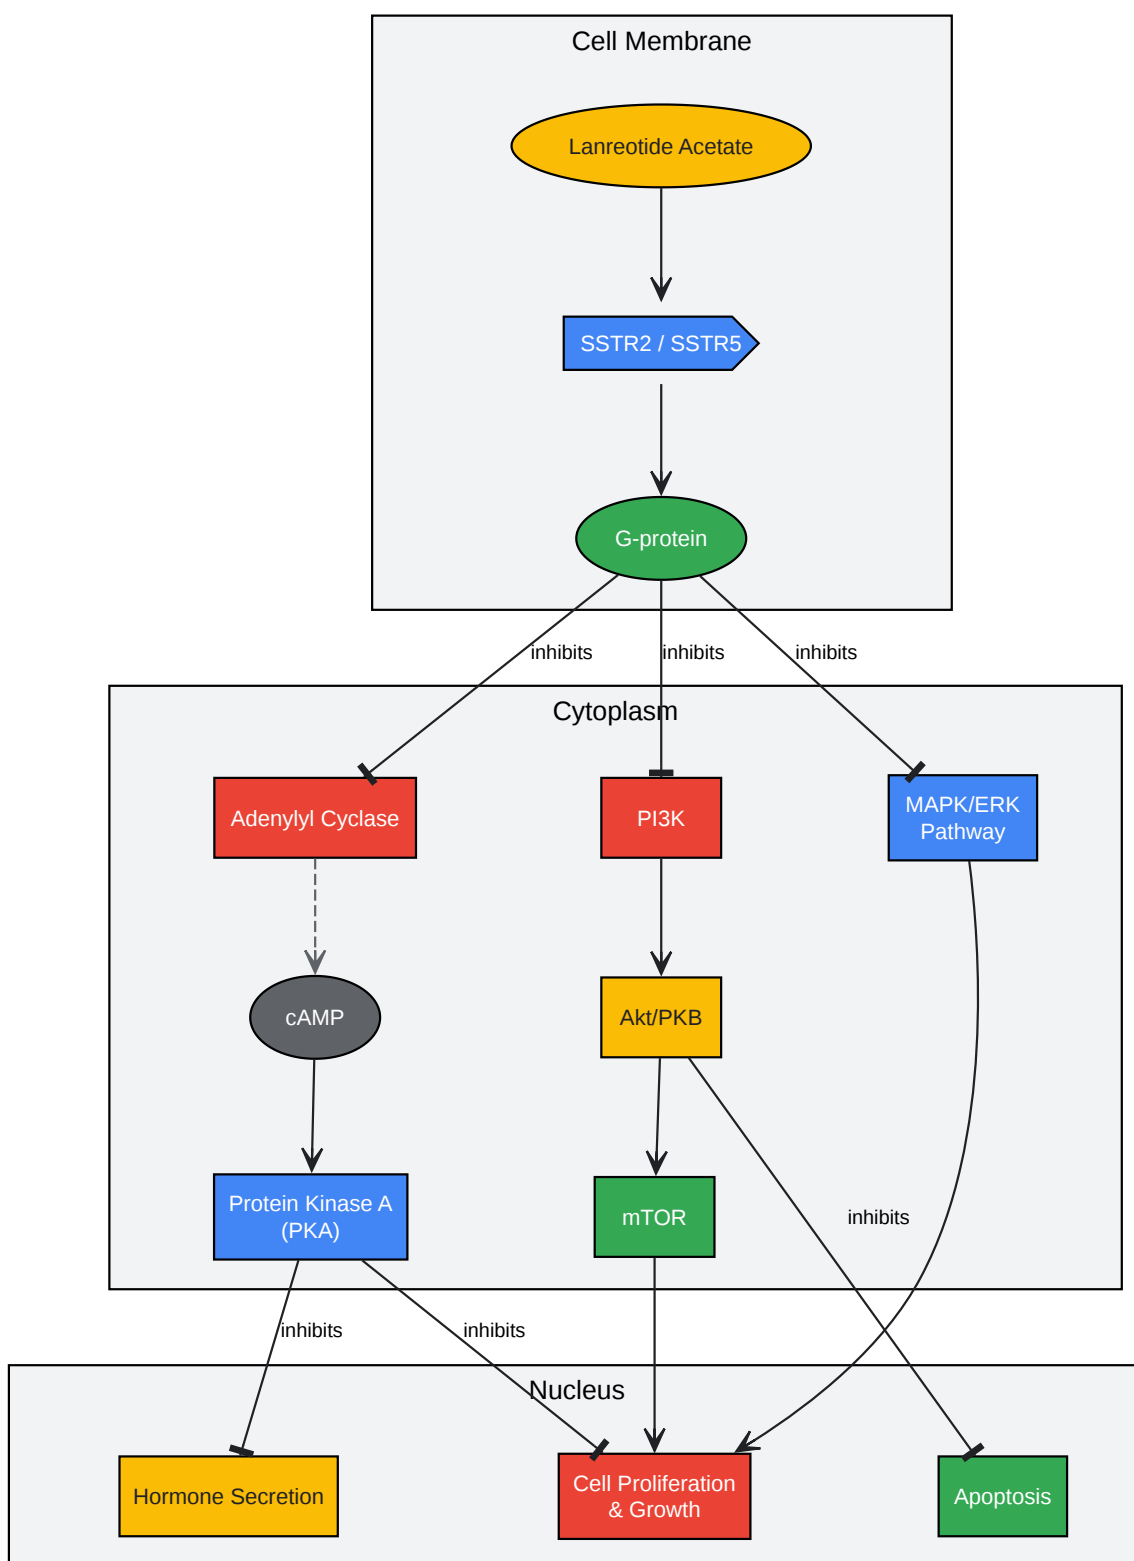 Cell Membrane
Lanreotide Acetate
SSTR2 / SSTR5
G-protein
inhibits
inhibits
inhibits
Cytoplasm
Adenylyl Cyclase
PI3K
MAPK/ERK
Pathway
cAMP
Akt/PKB
Protein Kinase A
(PKA)
mTOR
inhibits
inhibits
inhibits
Nucleus
Hormone Secretion
Cell Proliferation
& Growth
Apoptosis